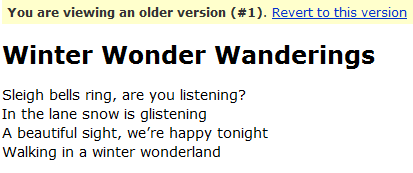 You are viewing an older version (#1). Revert to this version
Winter Wonder Wanderings
Sleigh bells ring, are you listening?
In the lane snow is glistening
A beautiful sight, we’re happy tonight
Walking in a winter wonderland